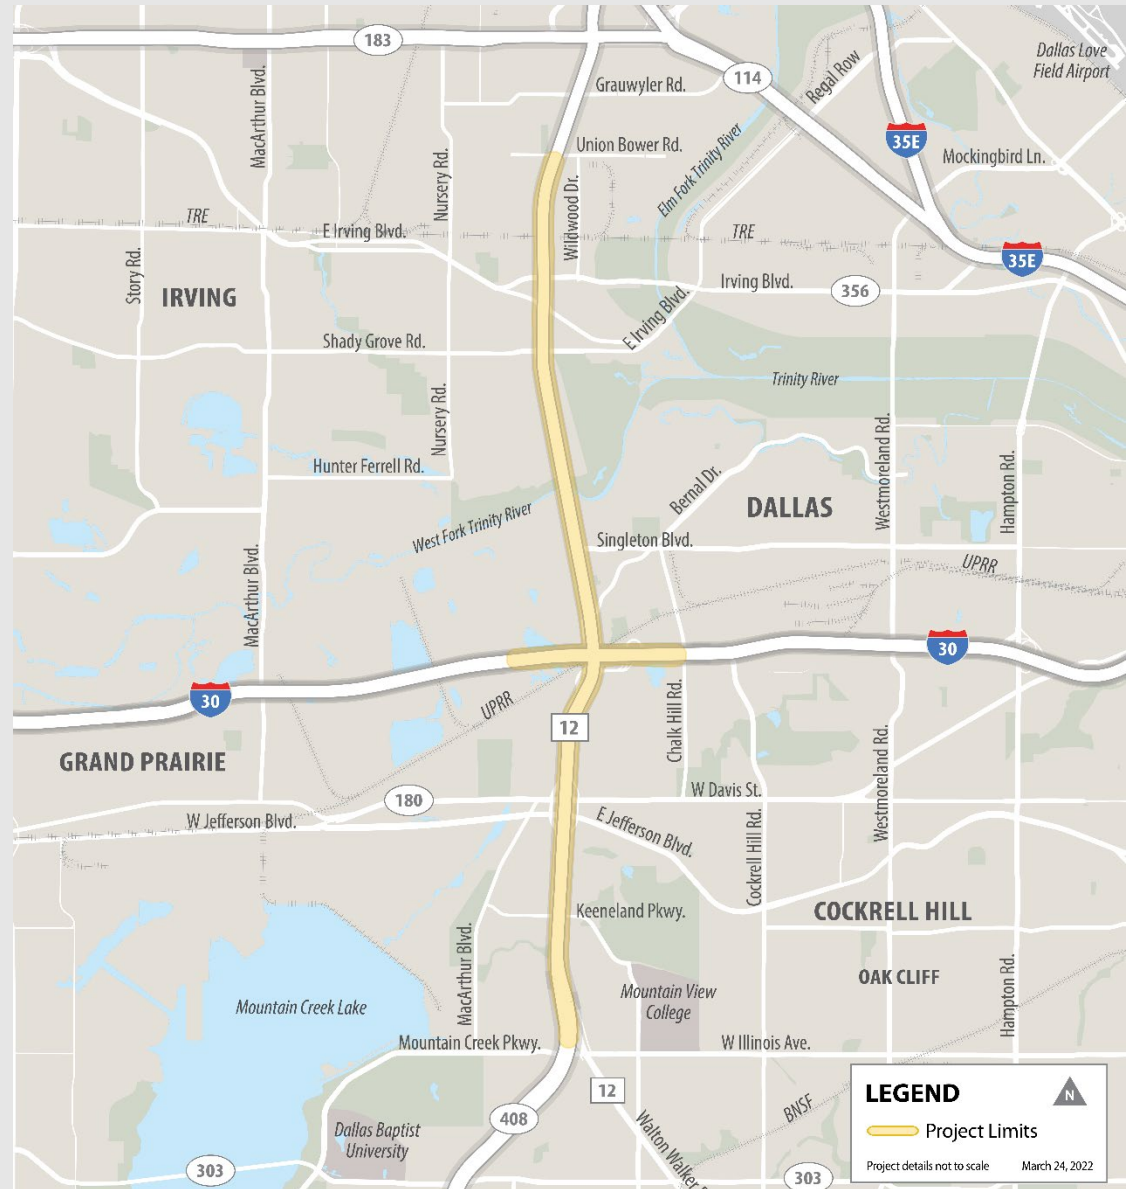 183
Dallas Love
Field Airport
MacArthur Blvd.
Grauwyler Rd.
114
Regal Row
35E
Union Bower Rd.
Mockingbird Ln.
Nursery Rd.
Elm Fork Trinity River
Wildwood Dr.
TRE
E Irving Blvd.
TRE
35E
Story Rd.
IRVING
Irving Blvd.
356
E Irving Blvd.
Shady Grove Rd.
Trinity River
Nursery Rd.
Hunter Ferrell Rd.
Bernal Dr.
DALLAS
Westmoreland Rd.
Hampton Rd.
West Fork Trinity River
Singleton Blvd.
UPRR
MacArthur Blvd.
30
30
UPRR
12
Chalk Hill Rd.
GRAND PRAIRIE
Westmoreland Rd.
180
W Davis St.
W Jefferson Blvd.
E Jefferson Blvd.
Cockrell Hill Rd.
Keeneland Pkwy.
COCKRELL HILL
MacArthur Blvd.
OAK CLIFF
Hampton Rd.
Mountain Creek Lake
Mountain View
College
Mountain Creek Pkwy.
W Illinois Ave.
12
408
Walton Walker
BNSF
Dallas Baptist
University
303
303
LEGEND
N
Project Limits
Project details not to scale
March 24, 2022